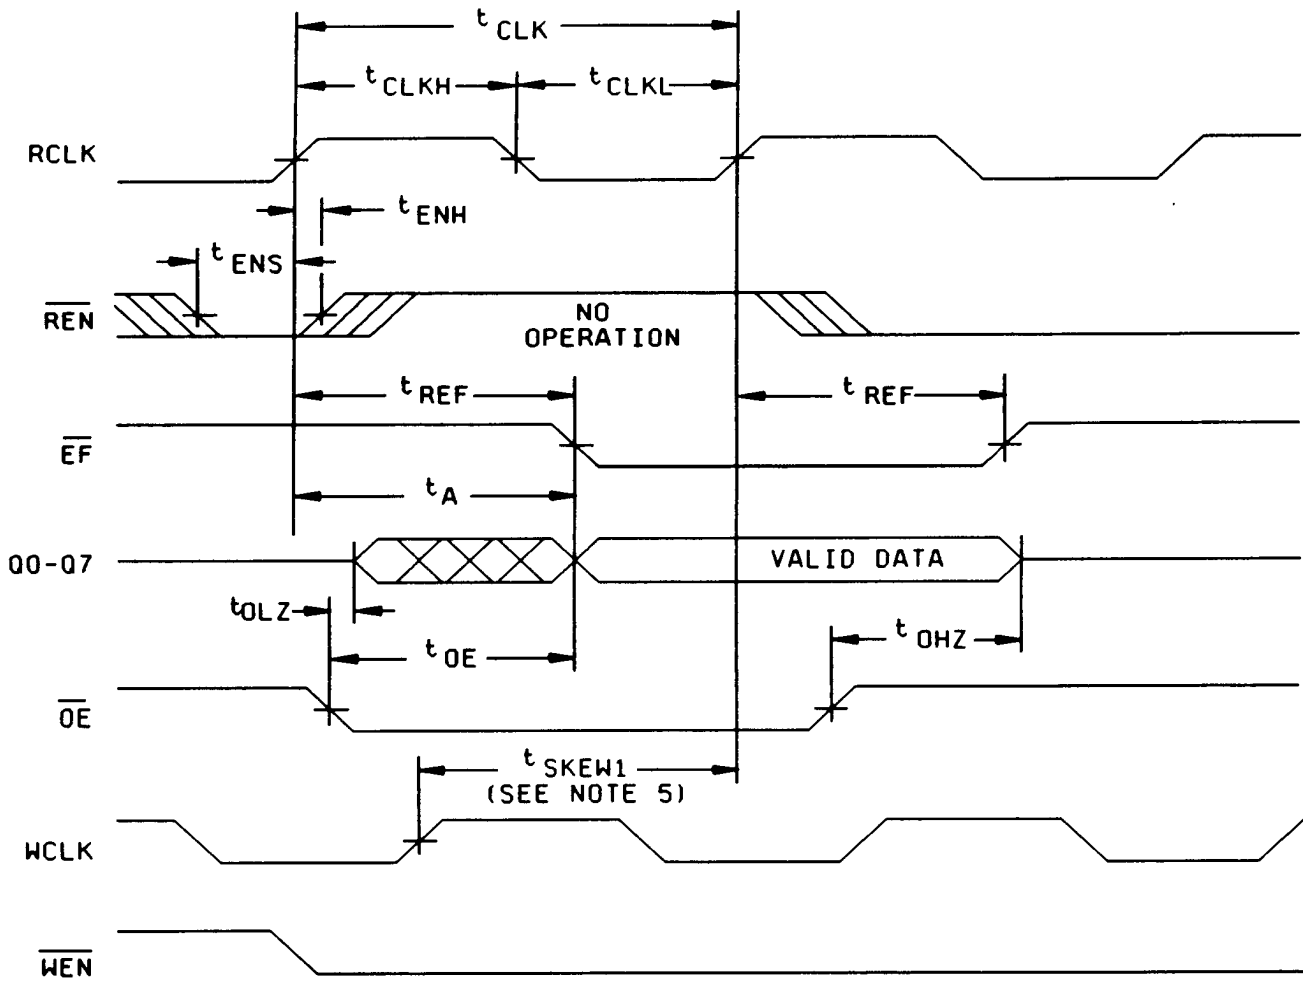 t CLK
t CLKH t CLKL
RCLK
t ENH
t ENS
REN
NO
OPERATION
t REF t REF
EF
t A
Q0-Q7 VALID DATA
t OLZ
t OE t OHZ
OE
t SKEW1
(SEE NOTE 5)
WCLK
WEN